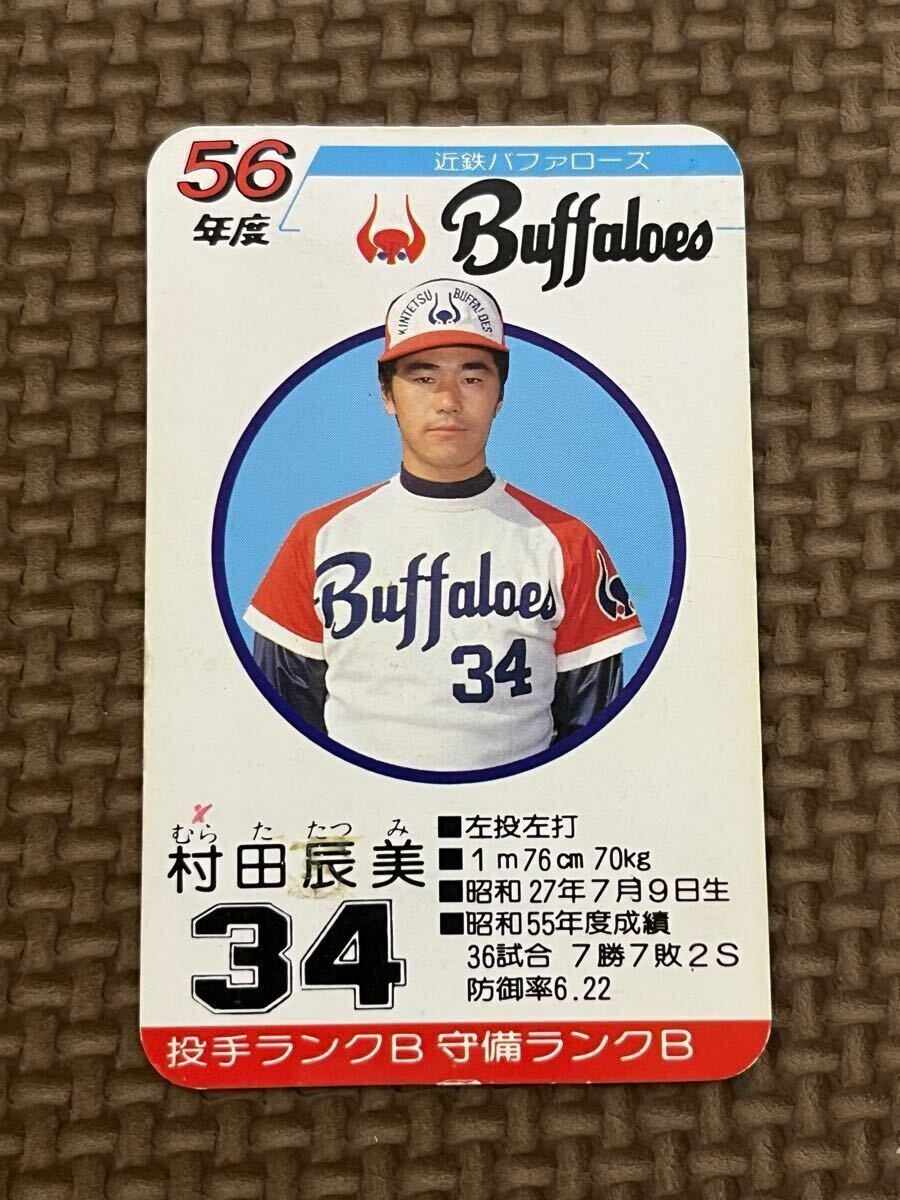 56
年度
近鉄バファローズ
Buffaloes
KINTETSU BUFFALOES
Buffaloes
34
むら た たつ み
村田辰美
34
■左投左打
■1m76cm 70kg
■昭和27年7月9日生
■昭和55年度成績
36試合 7勝7敗2S
防御率6.22
投手ランクB 守備ランクB